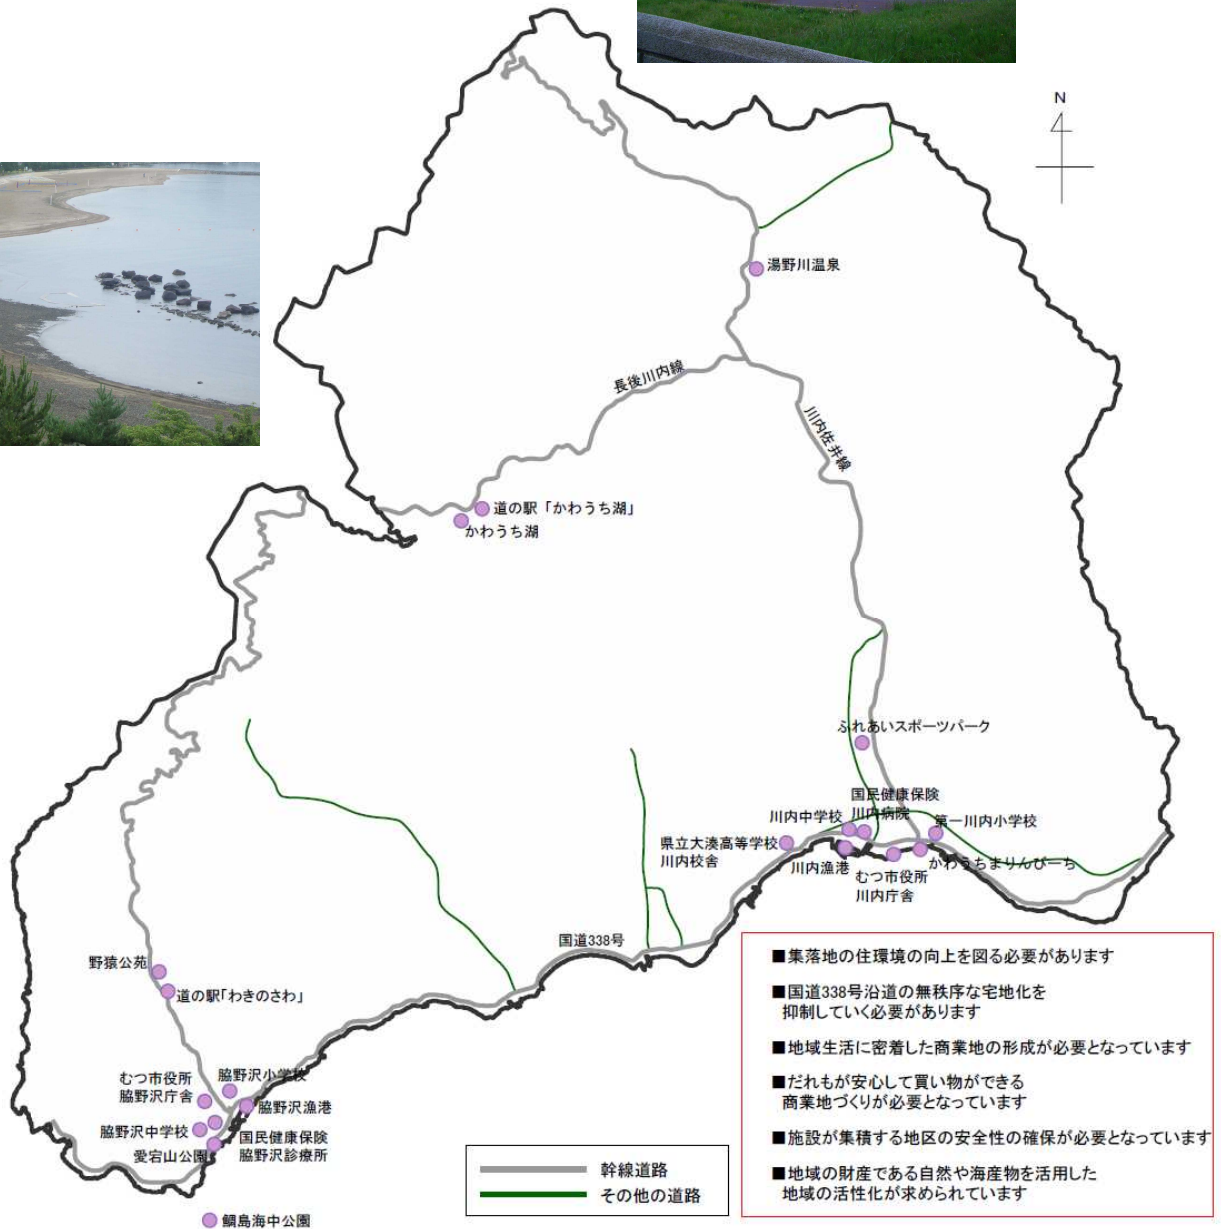 N
湯野川温泉
長後川内線
川内佐井線
道の駅「かわうち湖」
かわうち湖
ふれあいスポーツパーク
国民健康保険
川内病院
川内中学校
第一川内小学校
県立大湊高等学校
川内校舎
川内漁港
かわうちまりんびーち
むつ市役所
川内庁舎
国道338号
野猿公苑
道の駅「わきのさわ」
むつ市役所
脇野沢庁舎
脇野沢小学校
脇野沢漁港
脇野沢中学校
国民健康保険
脇野沢診療所
愛宕山公園
鯛島海中公園
幹線道路
その他の道路
■集落地の住環境の向上を図る必要があります
■国道338号沿道の無秩序な宅地化を
抑制していく必要があります
■地域生活に密着した商業地の形成が必要となっています
■だれもが安心して買い物ができる
商業地づくりが必要となっています
■施設が集積する地区の安全性の確保が必要となっています
■地域の財産である自然や海産物を活用した
地域の活性化が求められています